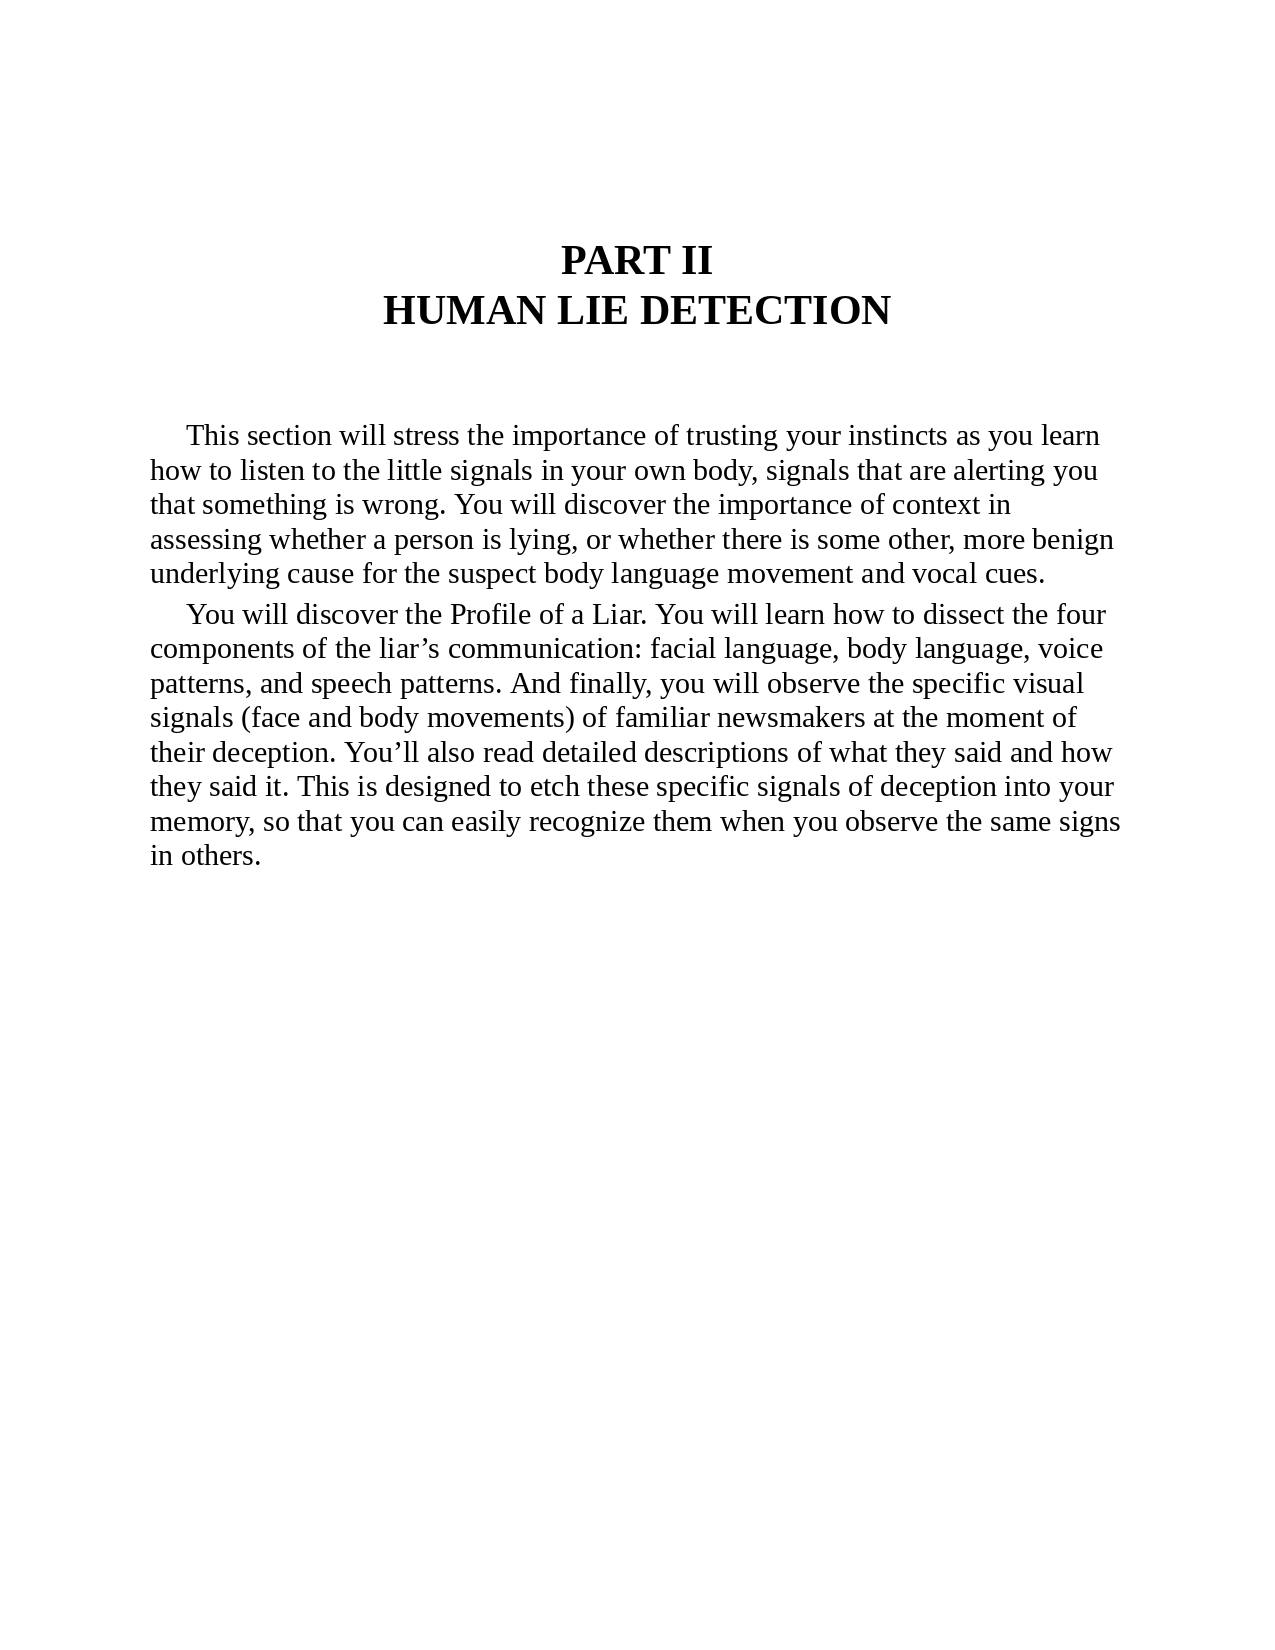 PART II
HUMAN LIE DETECTION
This section will stress the importance of trusting your instincts as you learn
how to listen to the little signals in your own body, signals that are alerting you
that something is wrong. You will discover the importance of context in
assessing whether a person is lying, or whether there is some other, more benign
underlying cause for the suspect body language movement and vocal cues.
You will discover the Profile of a Liar. You will learn how to dissect the four
components of the liar’s communication: facial language, body language, voice
patterns, and speech patterns. And finally, you will observe the specific visual
signals (face and body movements) of familiar newsmakers at the moment of
their deception. You’ll also read detailed descriptions of what they said and how
they said it. This is designed to etch these specific signals of deception into your
memory, so that you can easily recognize them when you observe the same signs
in others.